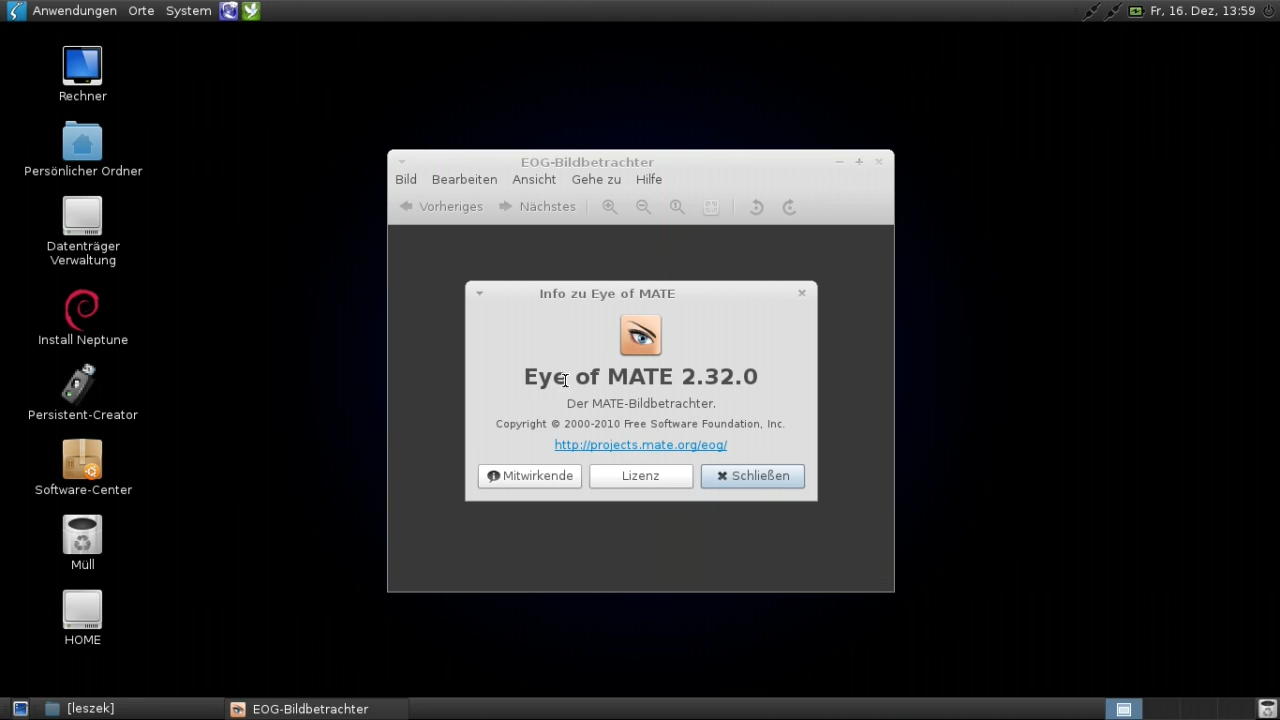 Anwendungen Orte System Fr, 16. Dez, 13:59
Rechner
Persönlicher Ordner
Datenträger
Verwaltung
Install Neptune
Persistent-Creator
Software-Center
Müll
HOME
EOG-Bildbetrachter
Bild Bearbeiten Ansicht Gehe zu Hilfe
Vorheriges Nächstes
Info zu Eye of MATE
Eye of MATE 2.32.0
Der MATE-Bildbetrachter.
Copyright © 2000-2010 Free Software Foundation, Inc.
http://projects.mate.org/eog/
Mitwirkende Lizenz Schließen
[leszek] EOG-Bildbetrachter